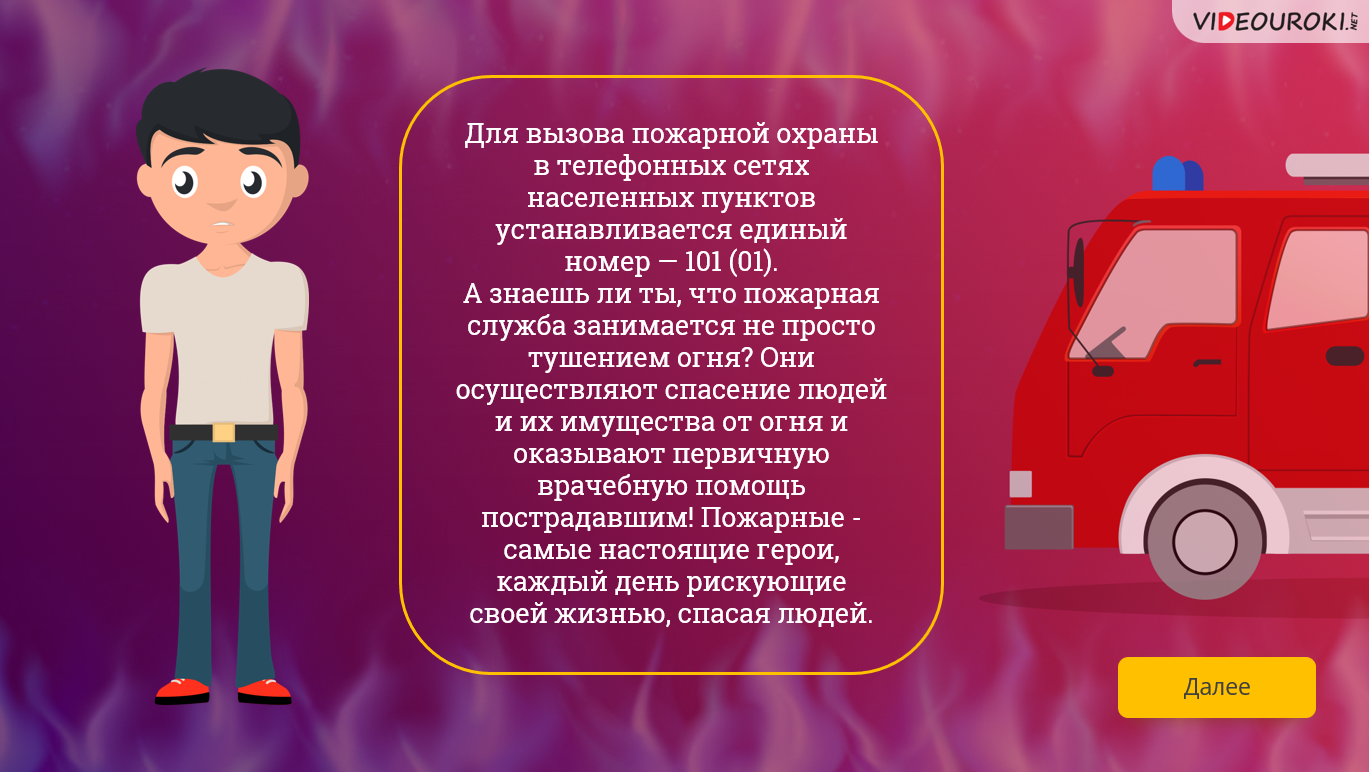 VIDEOUROKI.NET
Для вызова пожарной охраны
в телефонных сетях
населенных пунктов
устанавливается единый
номер — 101 (01).
А знаешь ли ты, что пожарная
служба занимается не просто
тушением огня? Они
осуществляют спасение людей
и их имущества от огня и
оказывают первичную
врачебную помощь
пострадавшим! Пожарные -
самые настоящие герои,
каждый день рискующие
своей жизнью, спасая людей.
Далее